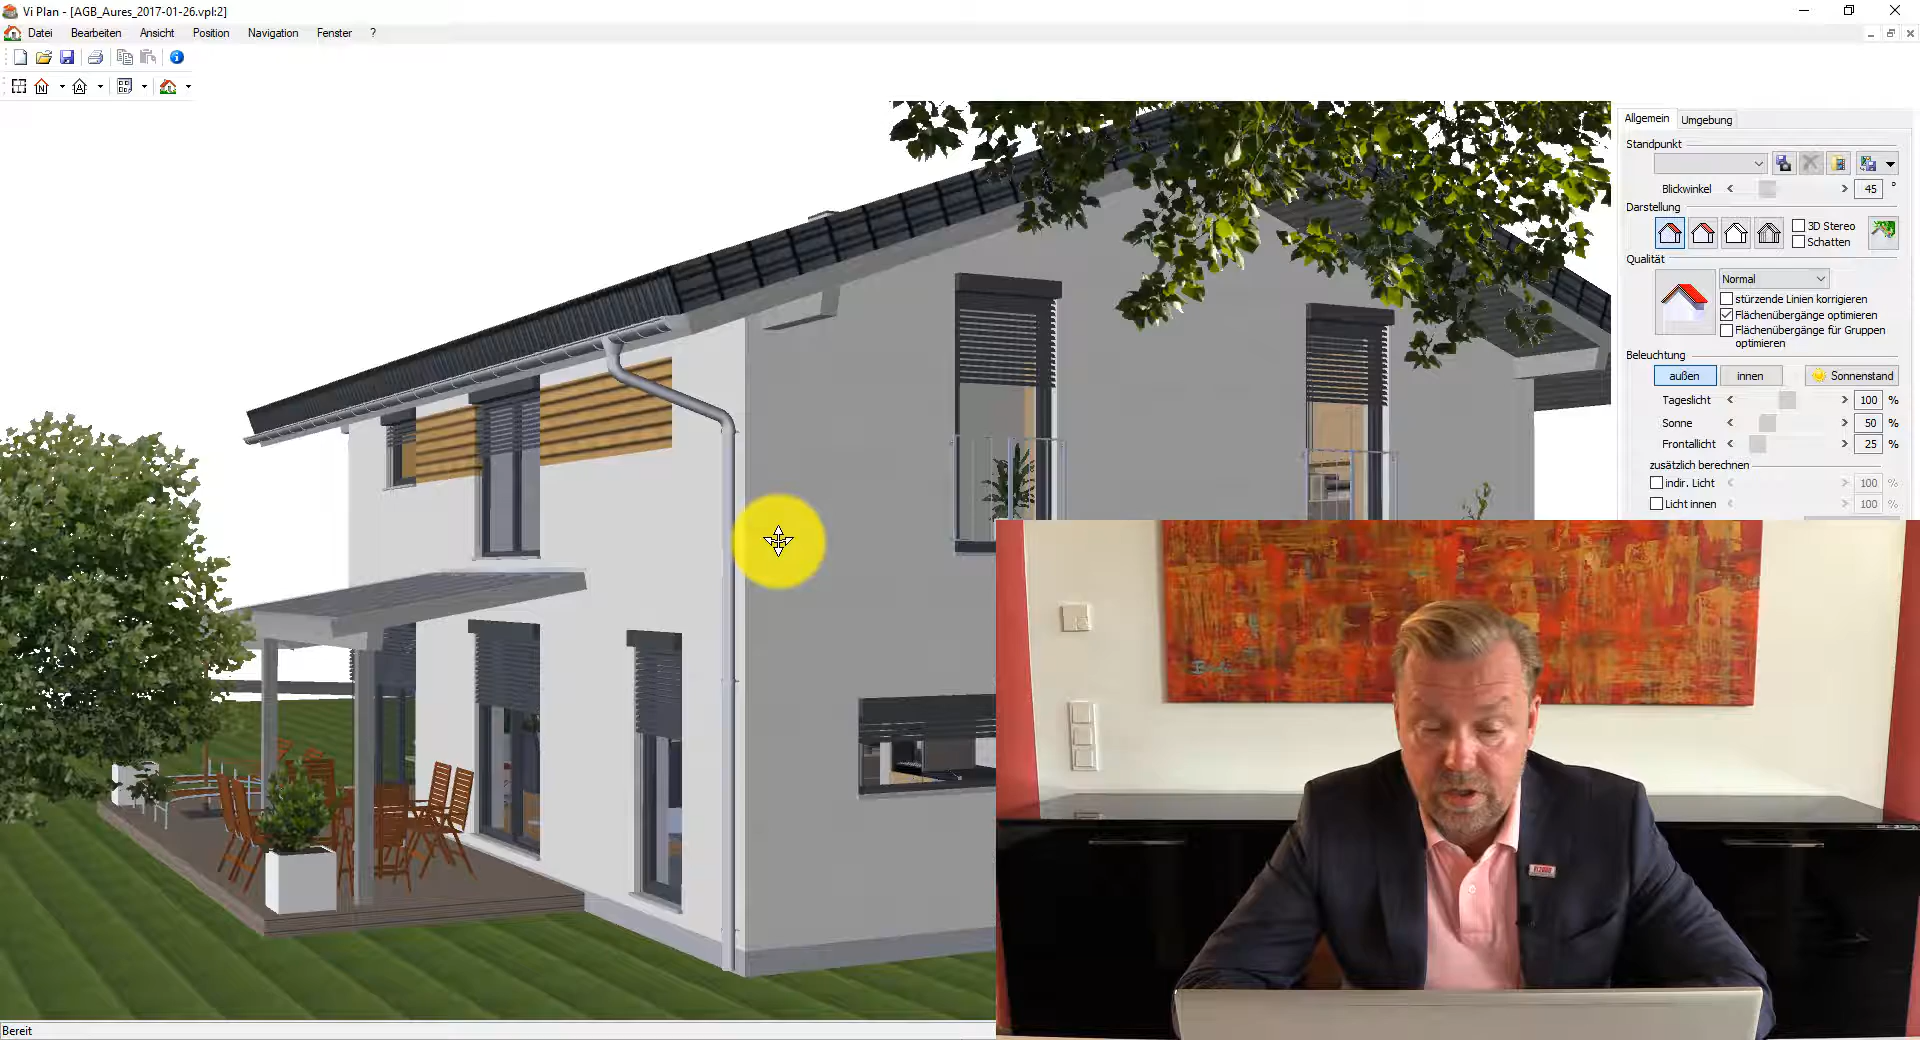 Vi Plan - [AGB_Aures_2017-01-26.vpl:2]
Datei Bearbeiten Ansicht Position Navigation Fenster ?
Allgemein Umgebung
Standpunkt
Blickwinkel 45 °
Darstellung
3D Stereo
Schatten
Qualität
Normal
stürzende Linien korrigieren
Flächenübergänge optimieren
Flächenübergänge für Gruppen
optimieren
Beleuchtung
außen innen Sonnenstand
Tageslicht 100 %
Sonne 50 %
Frontallicht 25 %
zusätzlich berechnen
indir. Licht 100 %
Licht innen 100 %
Bereit